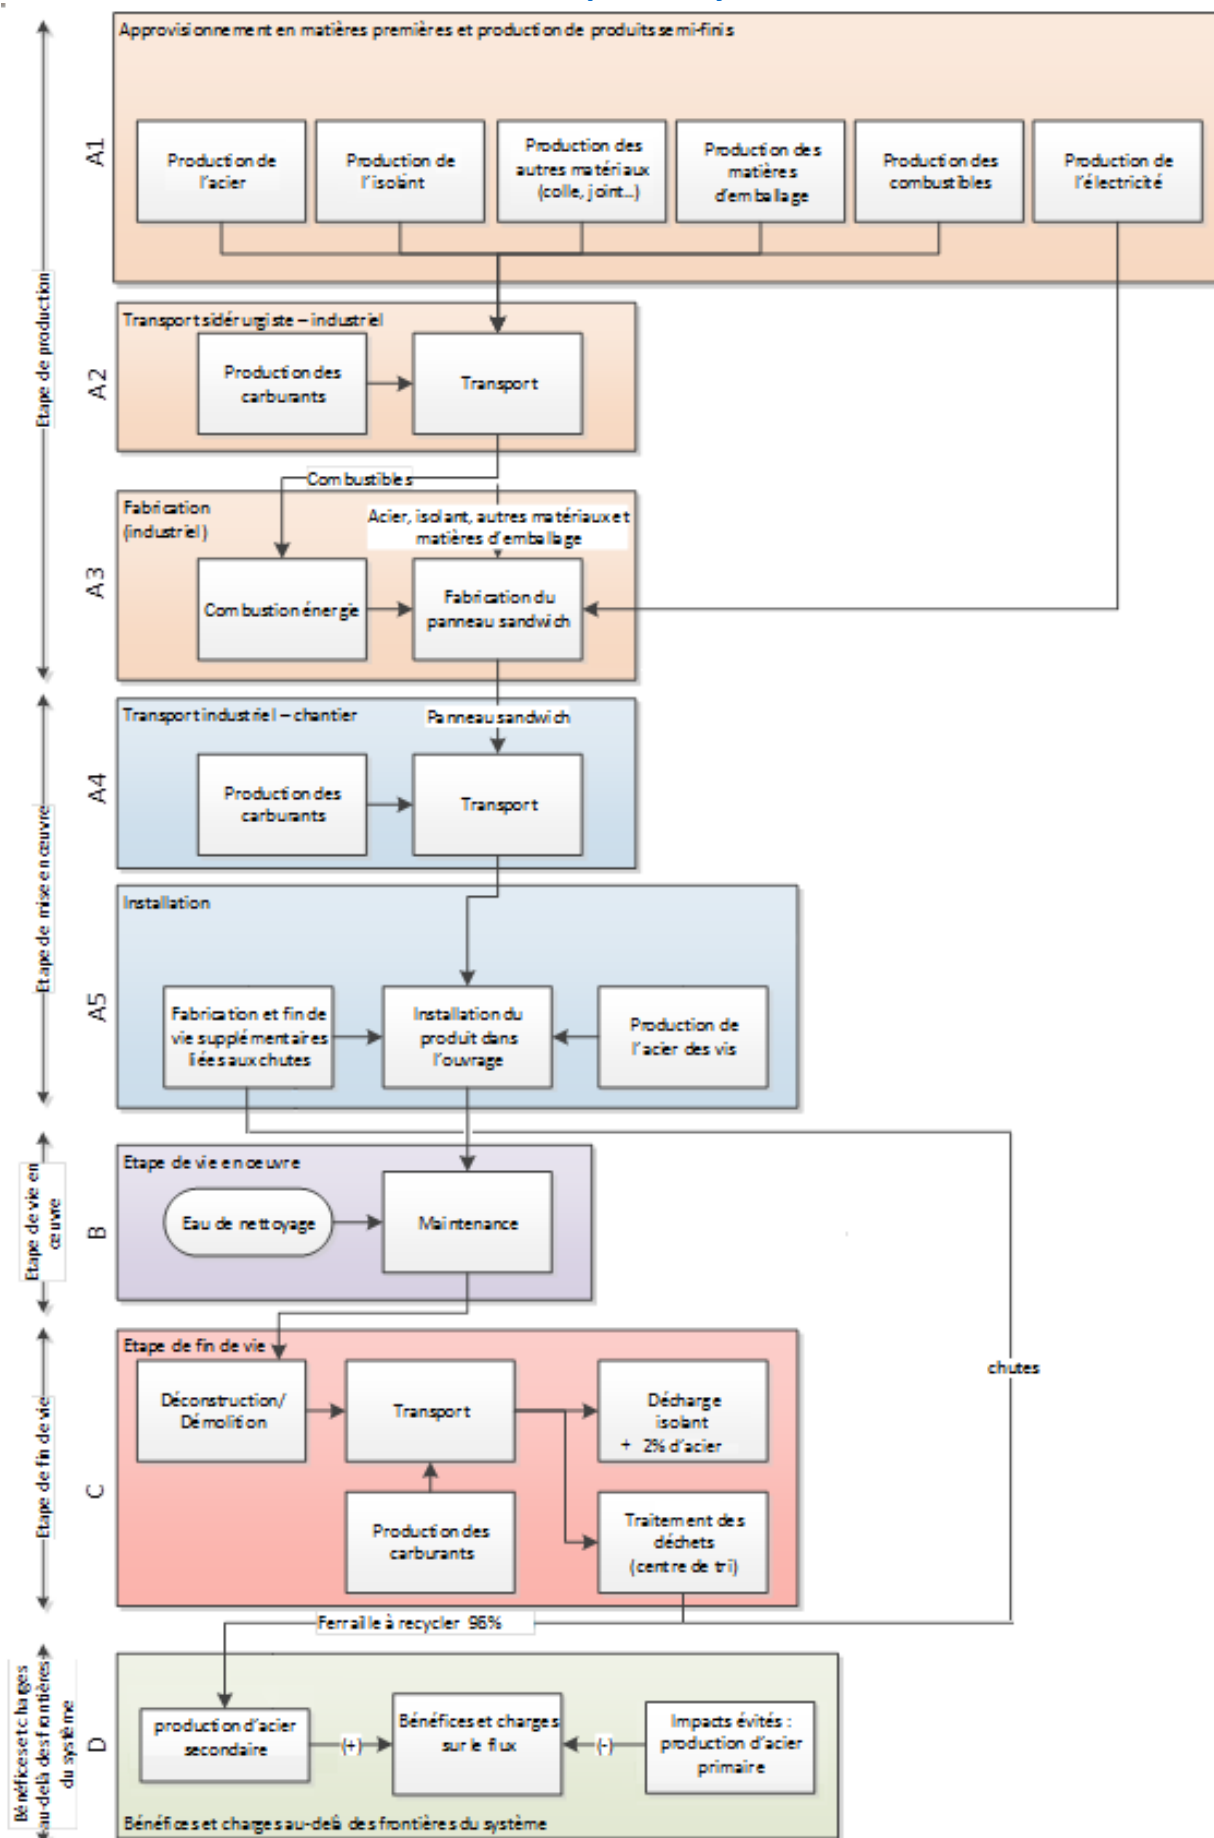 Approvisionnement en matières premières et production de produits semi-finis
Production de
l'acier
Production de
l'isolant
Production des
autres matériaux
(colle, joint...)
Production des
matières
d'emballage
Production des
combustibles
Production de
l'électricité
A1
Etape de production
Transport sidérurgiste – industriel
Production des
carburants
Transport
A2
Combustibles
Fabrication
(industriel)
Acier, isolant, autres matériaux et
matières d'emballage
Combustion énergie
Fabrication du
panneau sandwich
A3
Transport industriel – chantier
Panneau sandwich
Production des
carburants
Transport
A4
Etape de mise en œuvre
Installation
Fabrication et fin de
vie supplémentaires
liées aux chutes
Installation du
produit dans
l'ouvrage
Production de
l'acier des vis
A5
Etape de vie en oeuvre
Eau de nettoyage
Maintenance
B
Etape de vie en
œuvre
Etape de fin de vie
Déconstruction/
Démolition
Transport
Décharge
isolant
+ 2% d'acier
chutes
Production des
carburants
Traitement des
déchets
(centre de tri)
C
Etape de fin de vie
Ferraille à recycler 96%
production d'acier
secondaire
(+)
Bénéfices et charges
sur le flux
(-)
Impacts évités :
production d'acier
primaire
D
Bénéfices et charges
au-delà des frontières
du système
Bénéfices et charges au-delà des frontières du système